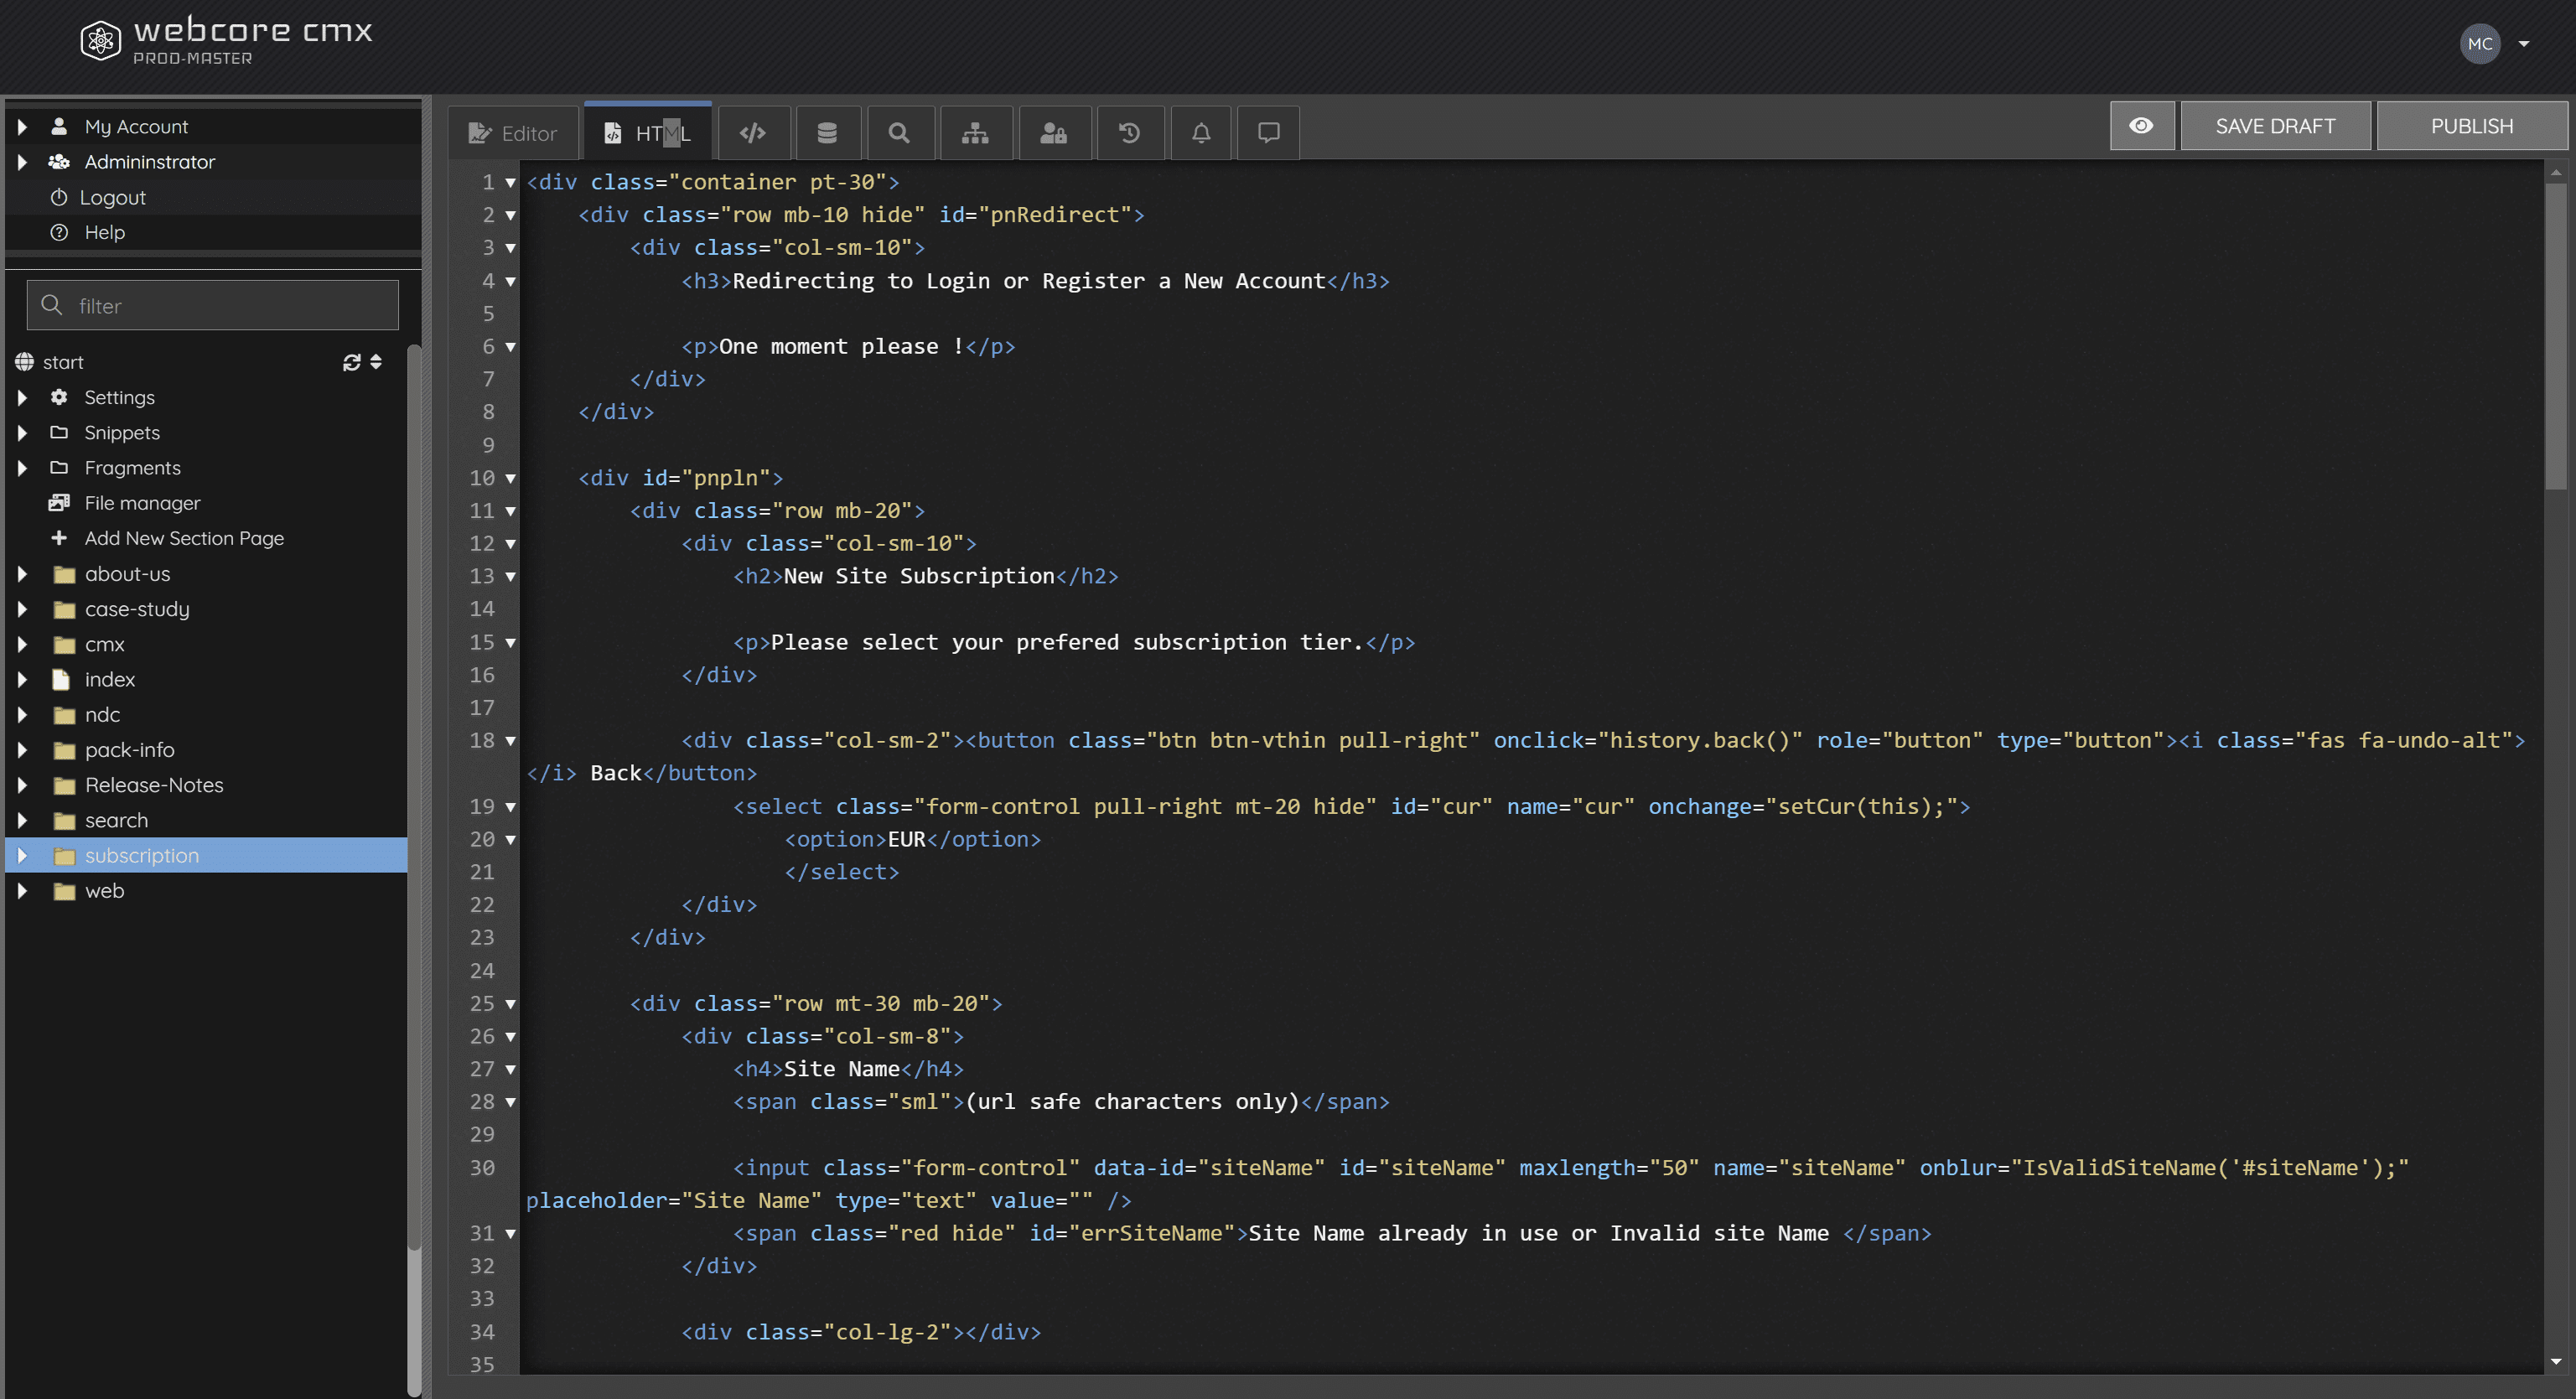 webcore cmx
PROD-MASTER
MC
My Account
Admininstrator
Logout
Help
filter
start
Settings
Snippets
Fragments
File manager
Add New Section Page
about-us
case-study
cmx
index
ndc
pack-info
Release-Notes
search
subscription
web
Editor
HTML
SAVE DRAFT
PUBLISH
1 <div class="container pt-30">
2 <div class="row mb-10 hide" id="pnRedirect">
3 <div class="col-sm-10">
4 <h3>Redirecting to Login or Register a New Account</h3>
5
6 <p>One moment please !</p>
7 </div>
8 </div>
9
10 <div id="pnpln">
11 <div class="row mb-20">
12 <div class="col-sm-10">
13 <h2>New Site Subscription</h2>
14
15 <p>Please select your prefered subscription tier.</p>
16 </div>
17
18 <div class="col-sm-2"><button class="btn btn-vthin pull-right" onclick="history.back()" role="button" type="button"><i class="fas fa-undo-alt">
</i> Back</button>
19 <select class="form-control pull-right mt-20 hide" id="cur" name="cur" onchange="setCur(this);">
20 <option>EUR</option>
21 </select>
22 </div>
23 </div>
24
25 <div class="row mt-30 mb-20">
26 <div class="col-sm-8">
27 <h4>Site Name</h4>
28 <span class="sml">(url safe characters only)</span>
29
30 <input class="form-control" data-id="siteName" id="siteName" maxlength="50" name="siteName" onblur="IsValidSiteName('#siteName');"
placeholder="Site Name" type="text" value="" />
31 <span class="red hide" id="errSiteName">Site Name already in use or Invalid site Name </span>
32 </div>
33
34 <div class="col-lg-2"></div>
35